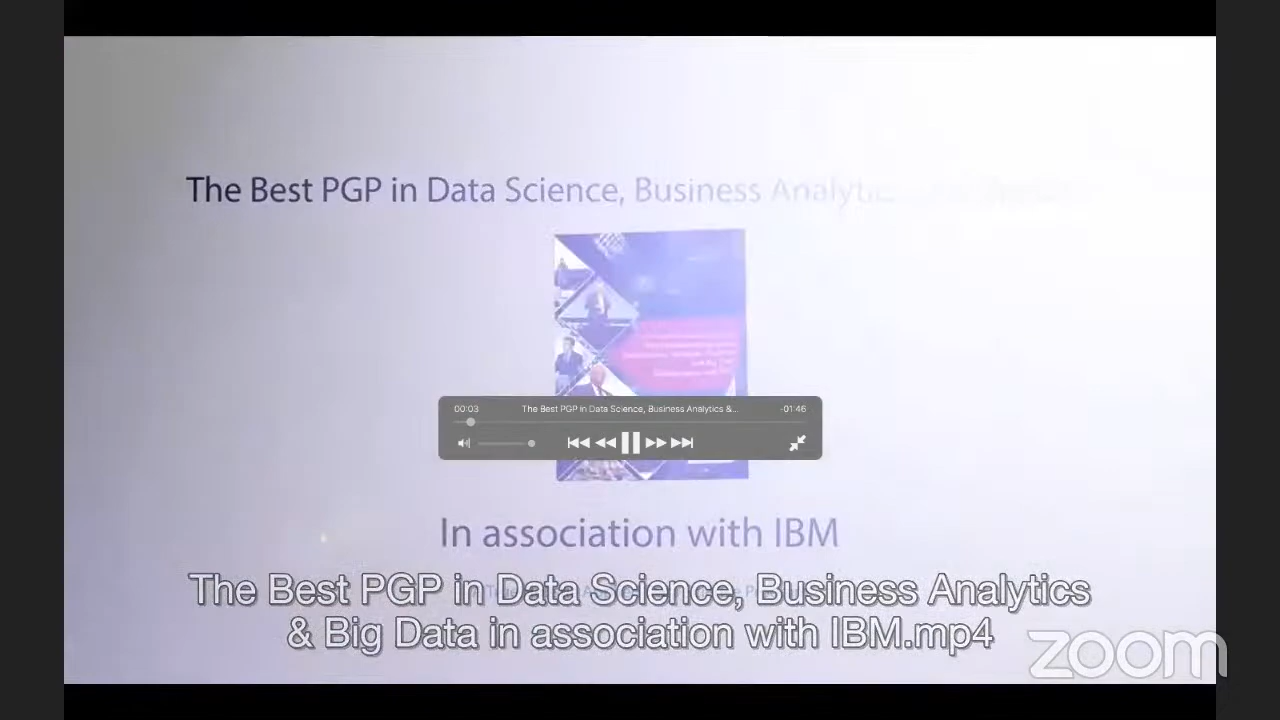 The Best PGP in Data Science, Business Analytic
00:03
The Best PGP in Data Science, Business Analytics &...
-01:46
In association with IBM
The Best PGP in Data Science, Business Analytics
& Big Data in association with IBM.mp4
zoom